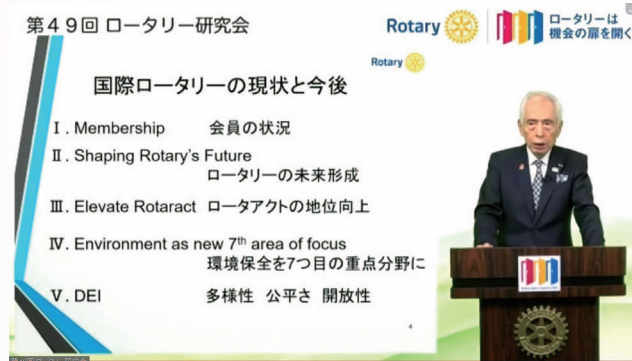 第49回 ロータリー研究会
Rotary
ロータリーは
機会の扉を開く
Rotary
国際ロータリーの現状と今後
Ⅰ. Membership 会員の状況
Ⅱ. Shaping Rotary's Future
ロータリーの未来形成
Ⅲ. Elevate Rotaract ロータアクトの地位向上
Ⅳ. Environment as new 7th area of focus
環境保全を7つ目の重点分野に
Ⅴ. DEI 多様性 公平さ 開放性
4